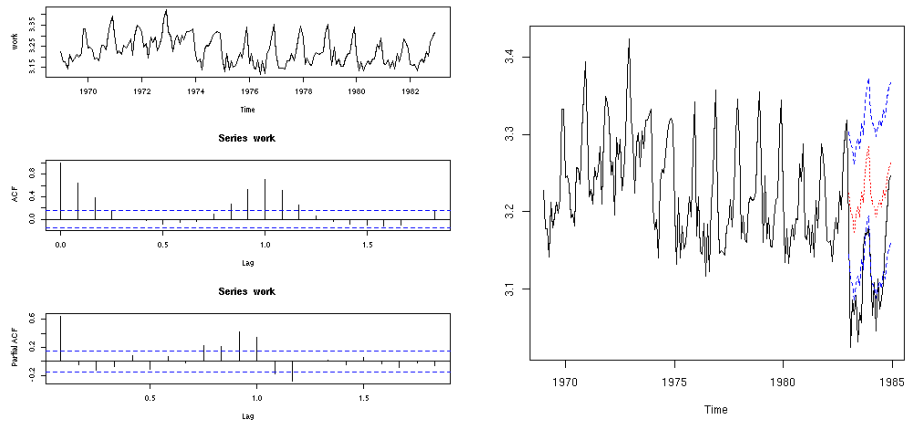 work
3.15 3.25 3.35
1970 1972 1974 1976 1978 1980 1982
Time
Series work
ACF
0.0 0.4 0.8
0.0 0.5 1.0 1.5
Lag
Series work
Partial ACF
-0.2 0.2 0.6
0.5 1.0 1.5
Lag
3.4
3.3
3.2
3.1
1970 1975 1980 1985
Time